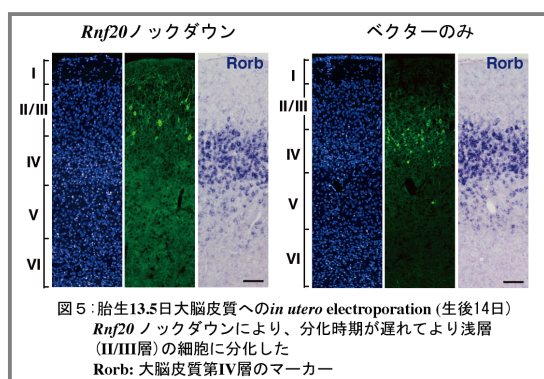 Rnf20ノックダウン
ベクターのみ
I
II/III
IV
V
VI
Rorb
I
II/III
IV
V
VI
Rorb
図5:胎生13.5日大脳皮質へのin utero electroporation (生後14日)
Rnf20 ノックダウンにより、分化時期が遅れてより浅層
(II/III層) の細胞に分化した
Rorb: 大脳皮質第IV層のマーカー